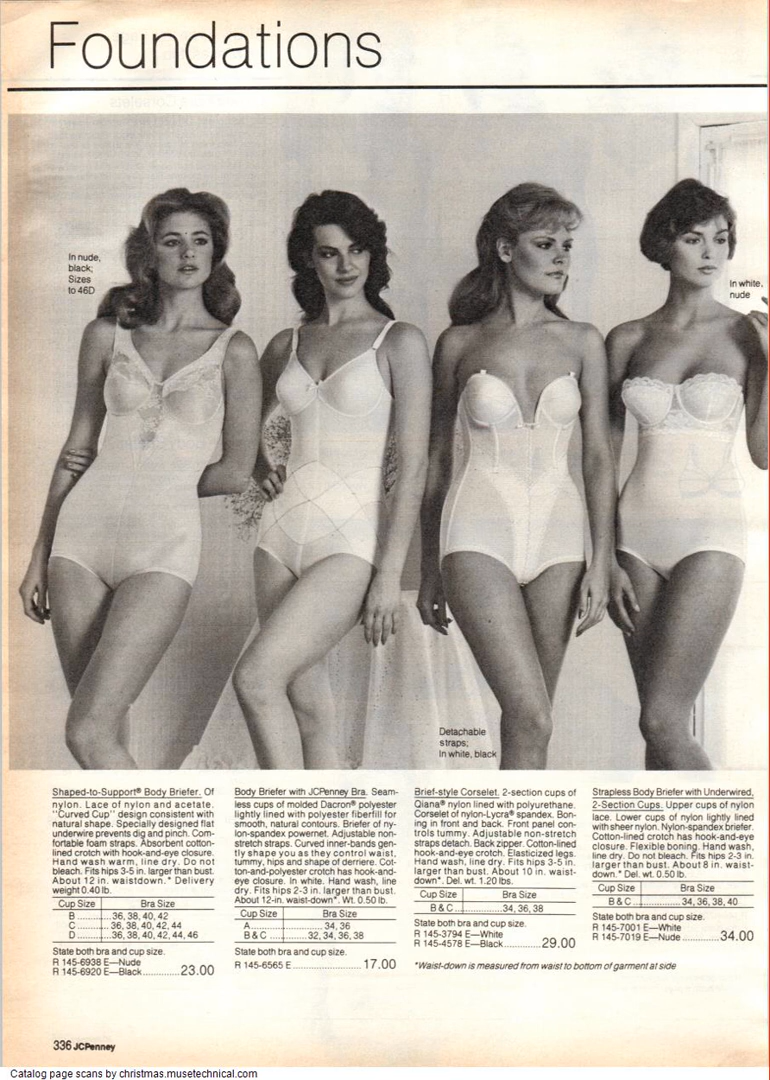 Foundations
In nude,
black;
Sizes
to 46D
In white,
nude
Detachable
straps;
In white, black
Shaped-to-Support® Body Briefer. Of
nylon. Lace of nylon and acetate.
"Curved Cup" design consistent with
natural shape. Specially designed flat
underwire prevents dig and pinch. Com-
fortable foam straps. Absorbent cotton-
lined crotch with hook-and-eye closure.
Hand wash warm, line dry. Do not
bleach. Fits hips 3-5 in. larger than bust.
About 12 in. waistdown.* Delivery
weight 0.40 lb.
Cup Size Bra Size
B...........36, 38, 40, 42
C...........36, 38, 40, 42, 44
D...........36, 38, 40, 42, 44, 46
State both bra and cup size.
R 145-6938 E—Nude
R 145-6920 E—Black............23.00
Body Briefer with JCPenney Bra. Seam-
less cups of molded Dacron® polyester
lightly lined with polyester fiberfill for
smooth, natural contours. Briefer of ny-
lon-spandex powernet. Adjustable non-
stretch straps. Curved inner-bands gen-
tly shape you as they control waist,
tummy, hips and shape of derriere. Cot-
ton-and-polyester crotch has hook-and-
eye closure. In white. Hand wash, line
dry. Fits hips 2-3 in. larger than bust.
About 12-in. waist-down*. Wt. 0.50 lb.
Cup Size Bra Size
A....................34, 36
B & C ...........32, 34, 36, 38
State both bra and cup size.
R 145-6565 E......................17.00
Brief-style Corselet. 2-section cups of
Qiana® nylon lined with polyurethane.
Corselet of nylon-Lycra® spandex. Bon-
ing in front and back. Front panel con-
trols tummy. Adjustable non-stretch
straps detach. Back zipper. Cotton-lined
hook-and-eye crotch. Elasticized legs.
Hand wash, line dry. Fits hips 3-5 in.
larger than bust. About 10 in. waist-
down*. Del. wt. 1.20 lbs.
Cup Size Bra Size
B & C ..............34, 36, 38
State both bra and cup size.
R 145-3794 E—White
R 145-4578 E—Black............29.00
Strapless Body Briefer with Underwired,
2-Section Cups. Upper cups of nylon
lace. Lower cups of nylon lightly lined
with sheer nylon. Nylon-spandex briefer.
Cotton-lined crotch has hook-and-eye
closure. Flexible boning. Hand wash,
line dry. Do not bleach. Fits hips 2-3 in.
larger than bust. About 8 in. waist-
down.* Del. wt. 0.50 lb.
Cup Size Bra Size
B & C ..............34, 36, 38, 40
State both bra and cup size.
R 145-7001 E—White
R 145-7019 E—Nude............34.00
*Waist-down is measured from waist to bottom of garment at side
336 JCPenney
Catalog page scans by christmas.musetechnical.com